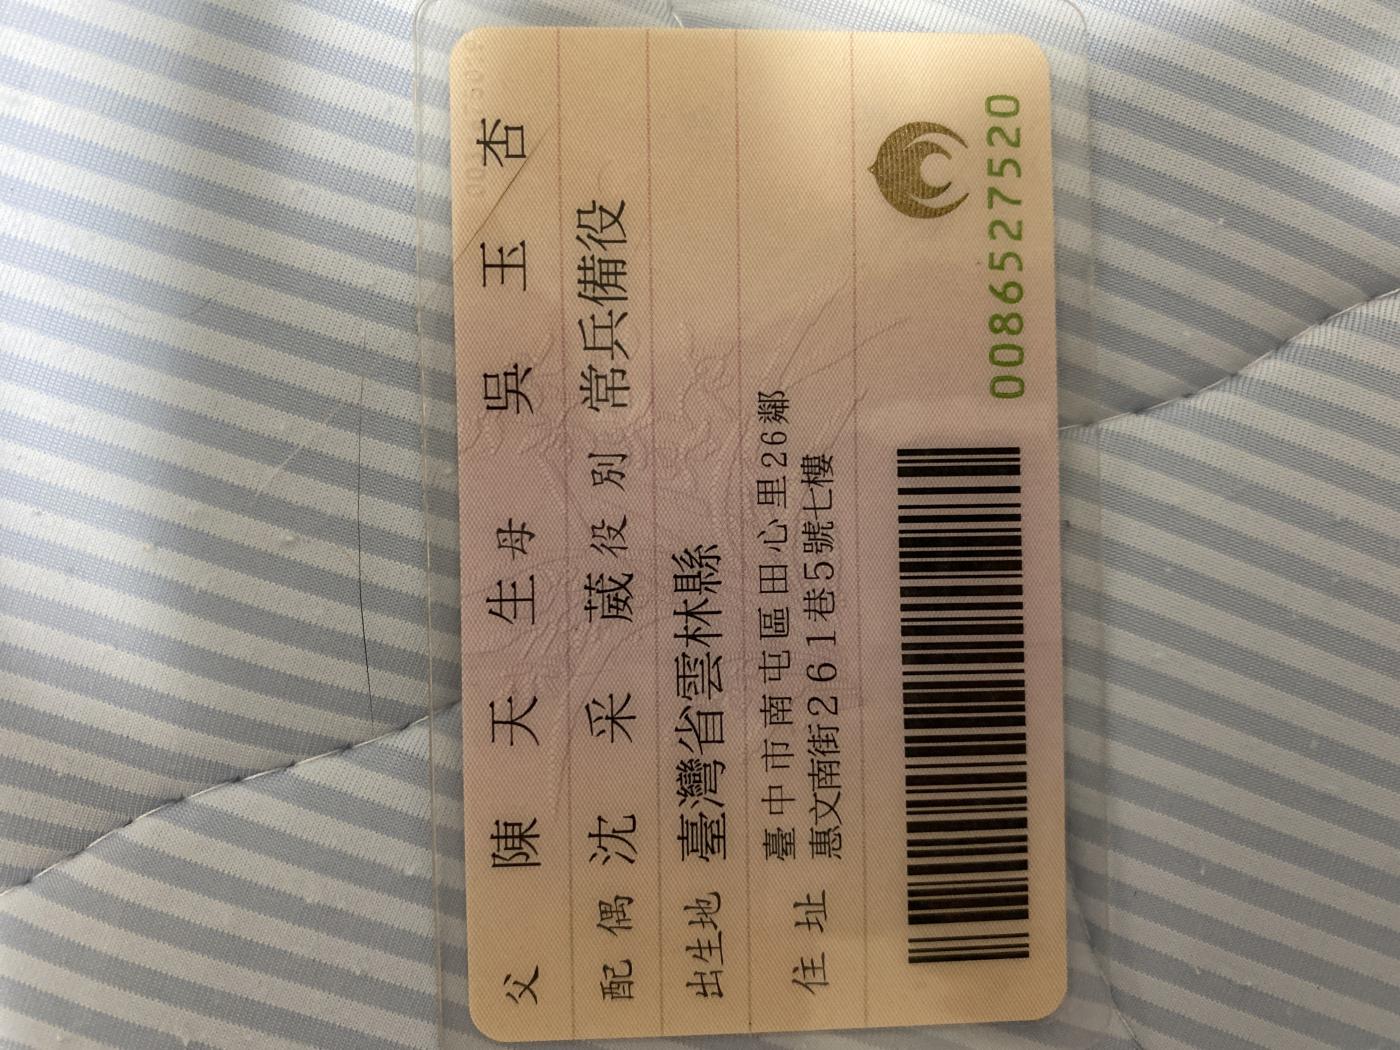 父 陳天生 母 吳玉杏
配偶 沈采葳 役別 常兵備役
出生地 臺灣省雲林縣
住址 臺中市南屯區田心里26鄰
惠文南街261巷5號七樓
0086527520